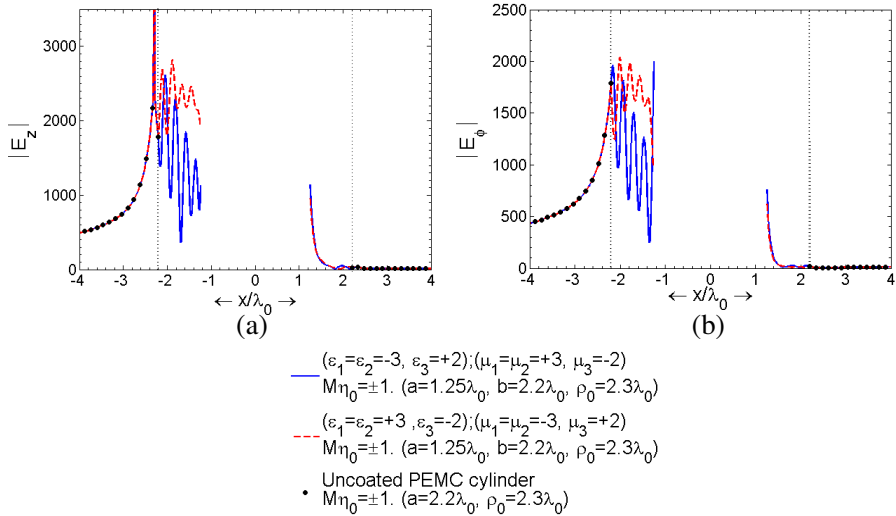 3000
2000
1000
0
| E_z |
-4 -3 -2 -1 0 1 2 3 4
← x/λ_0 →
(a)
2500
2000
1500
1000
500
0
| E_ϕ |
-4 -3 -2 -1 0 1 2 3 4
← x/λ_0 →
(b)
(ε_1=ε_2=-3, ε_3=+2);(μ_1=μ_2=+3, μ_3=-2)
Mη_0=±1. (a=1.25λ_0, b=2.2λ_0, ρ_0=2.3λ_0)
(ε_1=ε_2=+3 ,ε_3=-2);(μ_1=μ_2=-3, μ_3=+2)
Mη_0=±1. (a=1.25λ_0, b=2.2λ_0, ρ_0=2.3λ_0)
Uncoated PEMC cylinder
Mη_0=±1. (a=2.2λ_0, ρ_0=2.3λ_0)